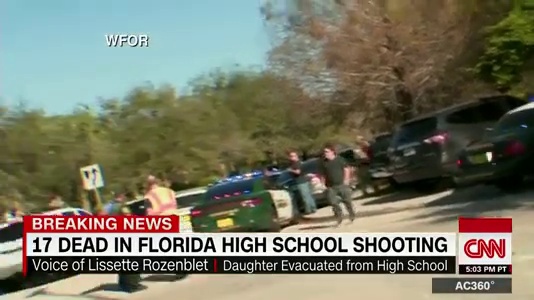 WFOR
BREAKING NEWS
17 DEAD IN FLORIDA HIGH SCHOOL SHOOTING
Voice of Lissette Rozenblet | Daughter Evacuated from High School
CNN
5:03 PM PT
AC360°